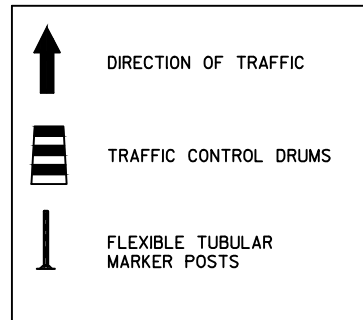 DIRECTION OF TRAFFIC
TRAFFIC CONTROL DRUMS
FLEXIBLE TUBULAR
MARKER POSTS